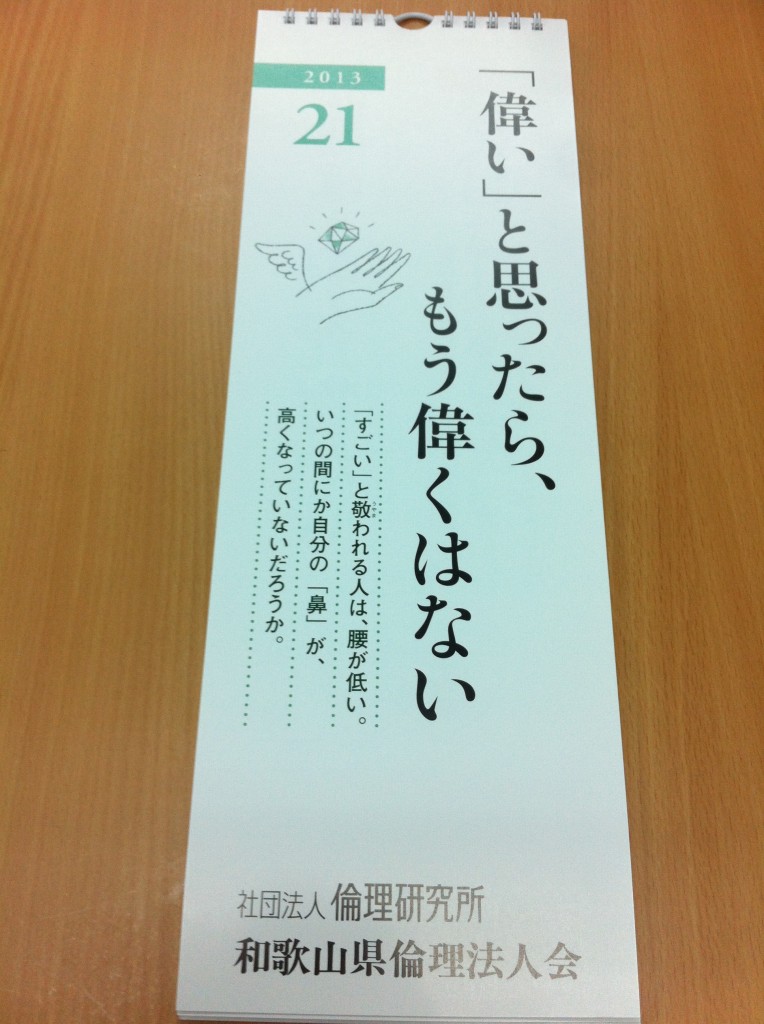 2013
21
「偉い」と思ったら、
もう偉くはない
「すごい」と敬われる人は、腰が低い。
いつの間にか自分の「鼻」が、
高くなっていないだろうか。
社団法人 倫理研究所
和歌山県倫理法人会